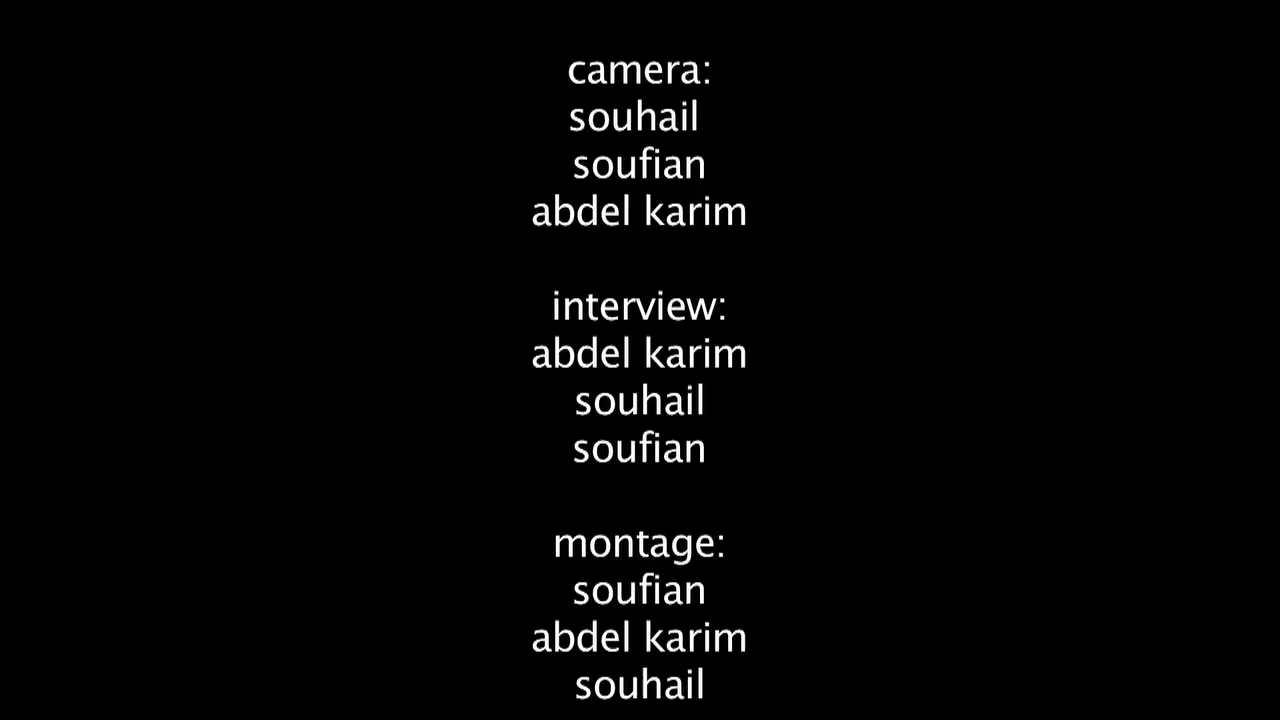 camera:
souhail
soufian
abdel karim
interview:
abdel karim
souhail
soufian
montage:
soufian
abdel karim
souhail